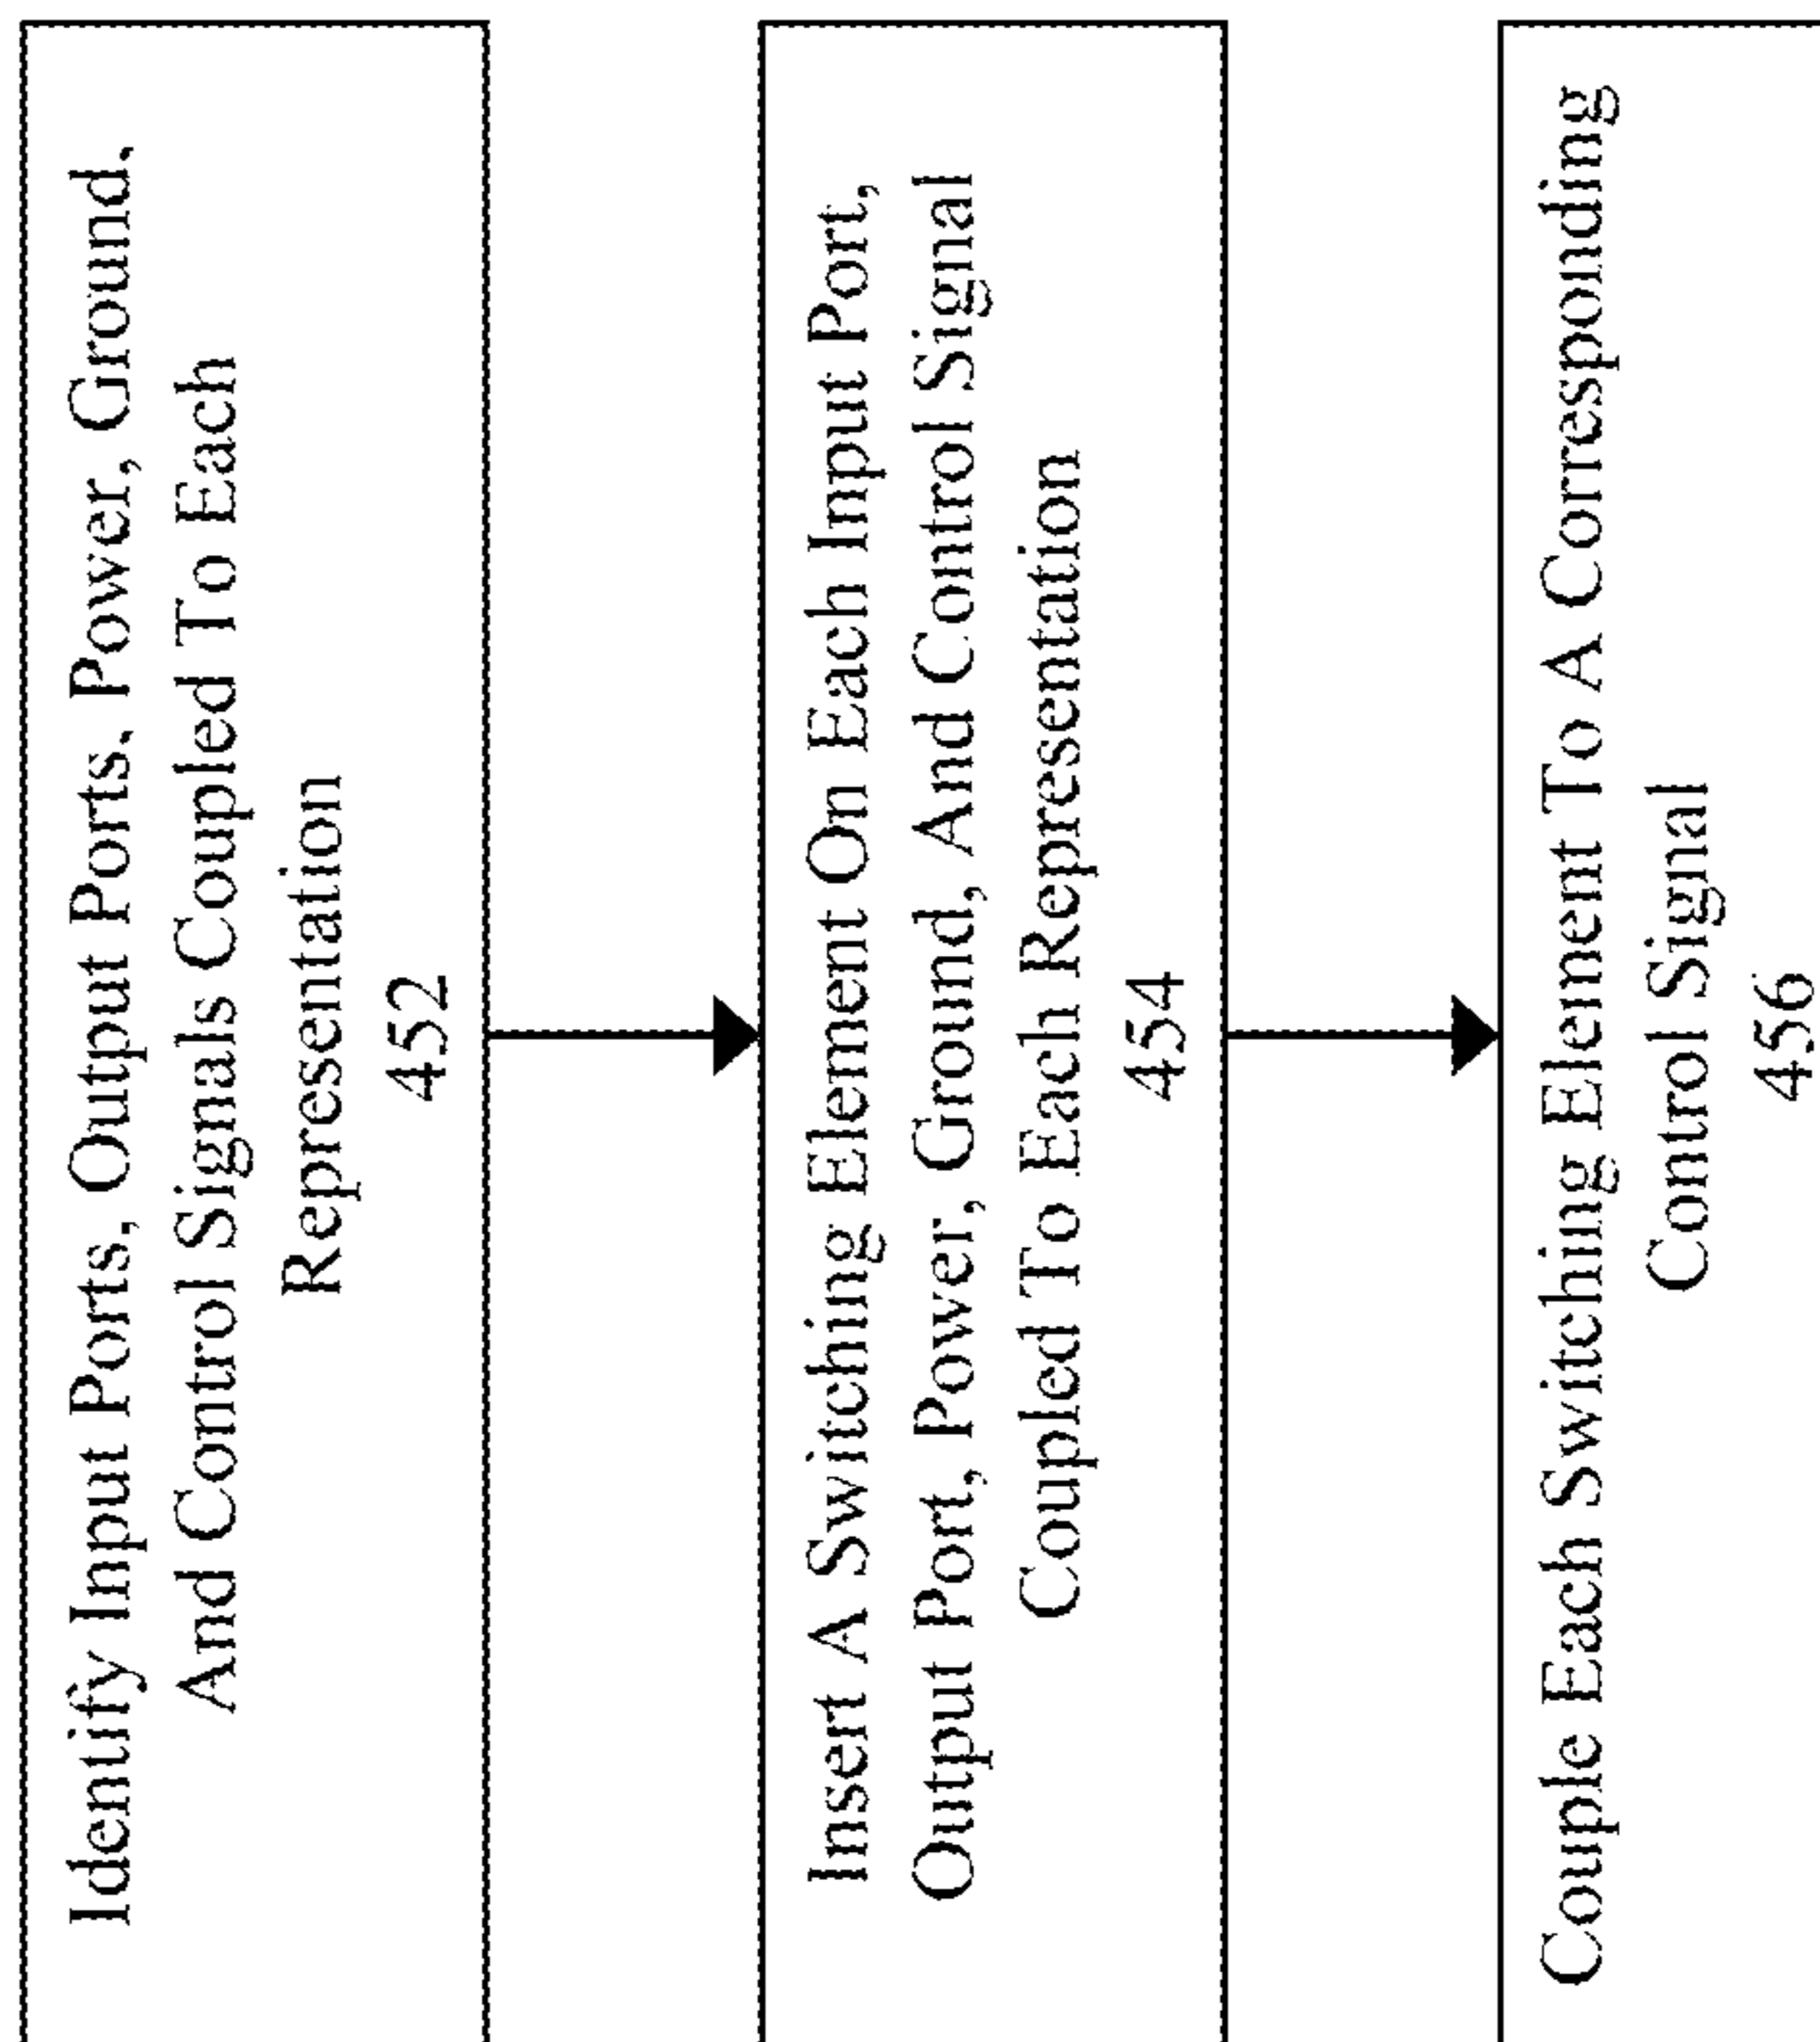 Identify Input Ports, Output Ports, Power, Ground,
And Control Signals Coupled To Each
Representation
452
Insert A Switching Element On Each Input Port,
Output Port, Power, Ground, And Control Signal
Coupled To Each Representation
454
Couple Each Switching Element To A Corresponding
Control Signal
456